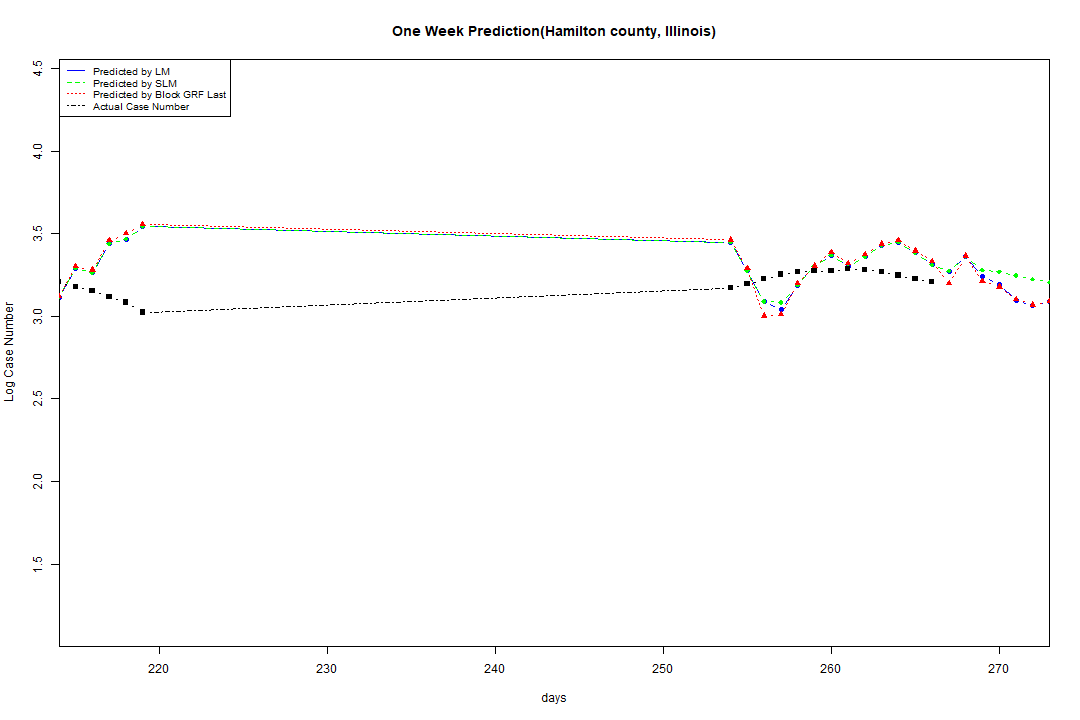 One Week Prediction(Hamilton county, Illinois)
Predicted by LM
Predicted by SLM
Predicted by Block GRF Last
Actual Case Number
4.5
4.0
3.5
3.0
2.5
2.0
1.5
Log Case Number
220 230 240 250 260 270
days